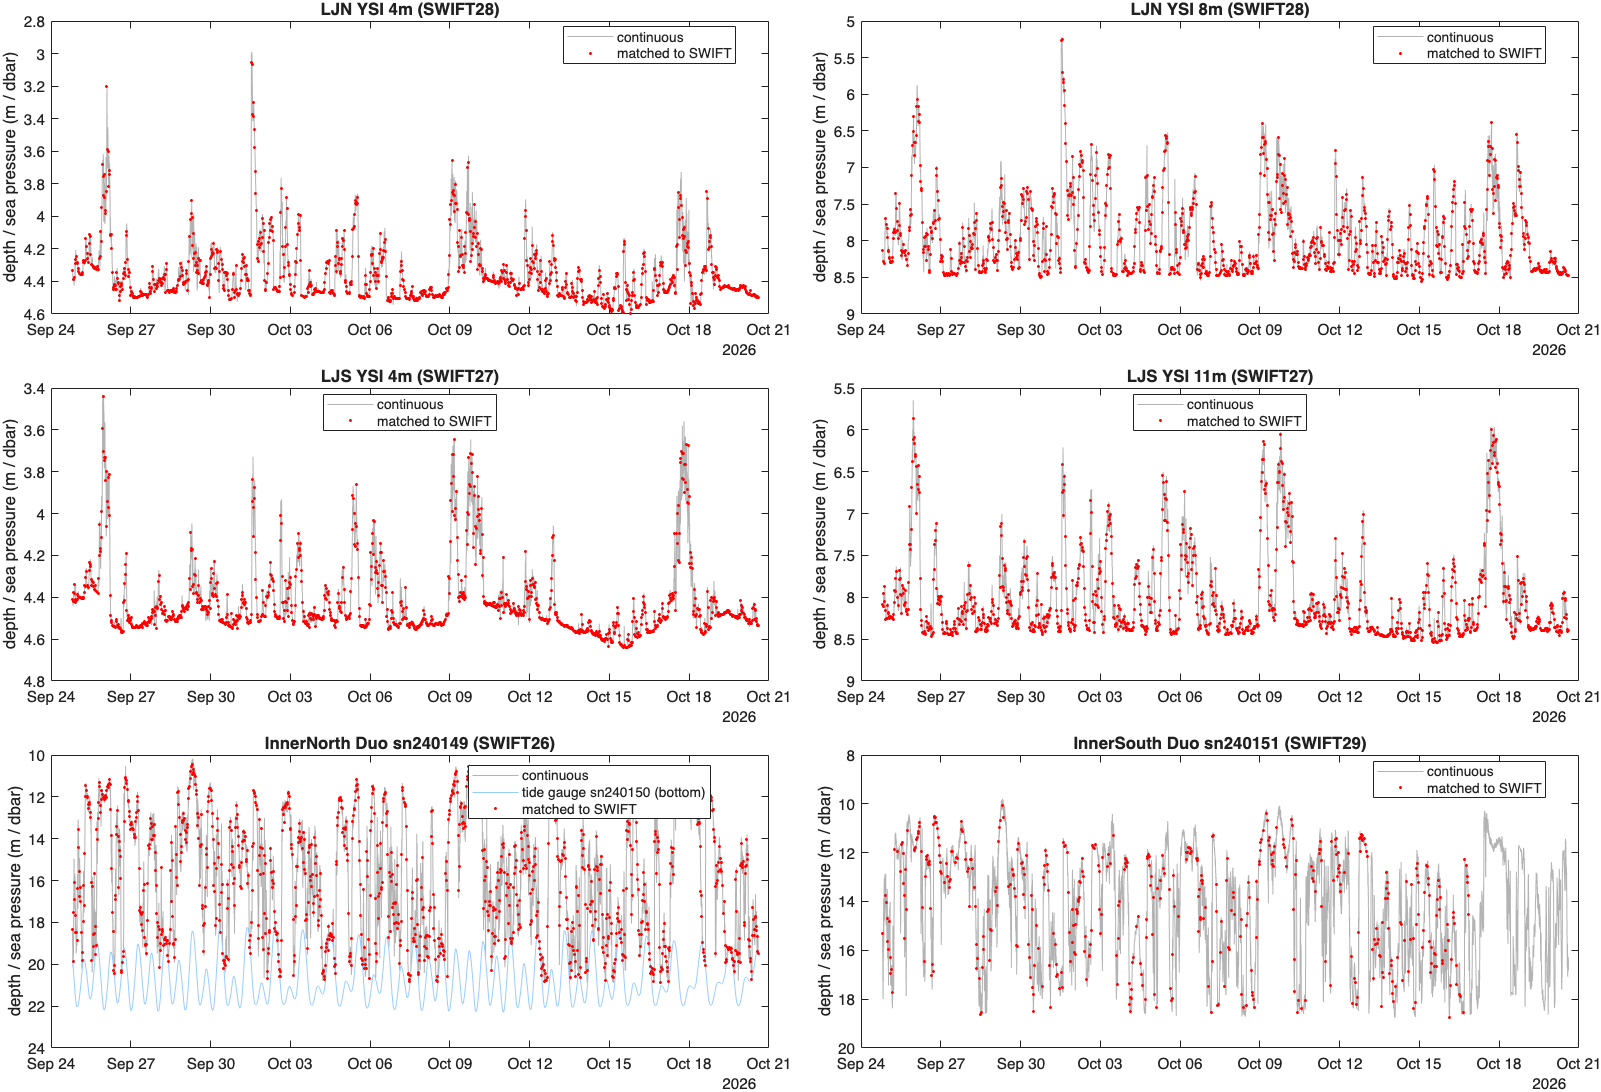 LJN YSI 4m (SWIFT28)
depth / sea pressure (m / dbar)
2.8
3
3.2
3.4
3.6
3.8
4
4.2
4.4
4.6
continuous
matched to SWIFT
Sep 24 Sep 27 Sep 30 Oct 03 Oct 06 Oct 09 Oct 12 Oct 15 Oct 18 Oct 21
2026
LJN YSI 8m (SWIFT28)
depth / sea pressure (m / dbar)
5
5.5
6
6.5
7
7.5
8
8.5
9
continuous
matched to SWIFT
Sep 24 Sep 27 Sep 30 Oct 03 Oct 06 Oct 09 Oct 12 Oct 15 Oct 18 Oct 21
2026
LJS YSI 4m (SWIFT27)
depth / sea pressure (m / dbar)
3.4
3.6
3.8
4
4.2
4.4
4.6
4.8
continuous
matched to SWIFT
Sep 24 Sep 27 Sep 30 Oct 03 Oct 06 Oct 09 Oct 12 Oct 15 Oct 18 Oct 21
2026
LJS YSI 11m (SWIFT27)
depth / sea pressure (m / dbar)
5.5
6
6.5
7
7.5
8
8.5
9
continuous
matched to SWIFT
Sep 24 Sep 27 Sep 30 Oct 03 Oct 06 Oct 09 Oct 12 Oct 15 Oct 18 Oct 21
2026
InnerNorth Duo sn240149 (SWIFT26)
depth / sea pressure (m / dbar)
10
12
14
16
18
20
22
24
continuous
tide gauge sn240150 (bottom)
matched to SWIFT
Sep 24 Sep 27 Sep 30 Oct 03 Oct 06 Oct 09 Oct 12 Oct 15 Oct 18 Oct 21
2026
InnerSouth Duo sn240151 (SWIFT29)
depth / sea pressure (m / dbar)
8
10
12
14
16
18
20
continuous
matched to SWIFT
Sep 24 Sep 27 Sep 30 Oct 03 Oct 06 Oct 09 Oct 12 Oct 15 Oct 18 Oct 21
2026